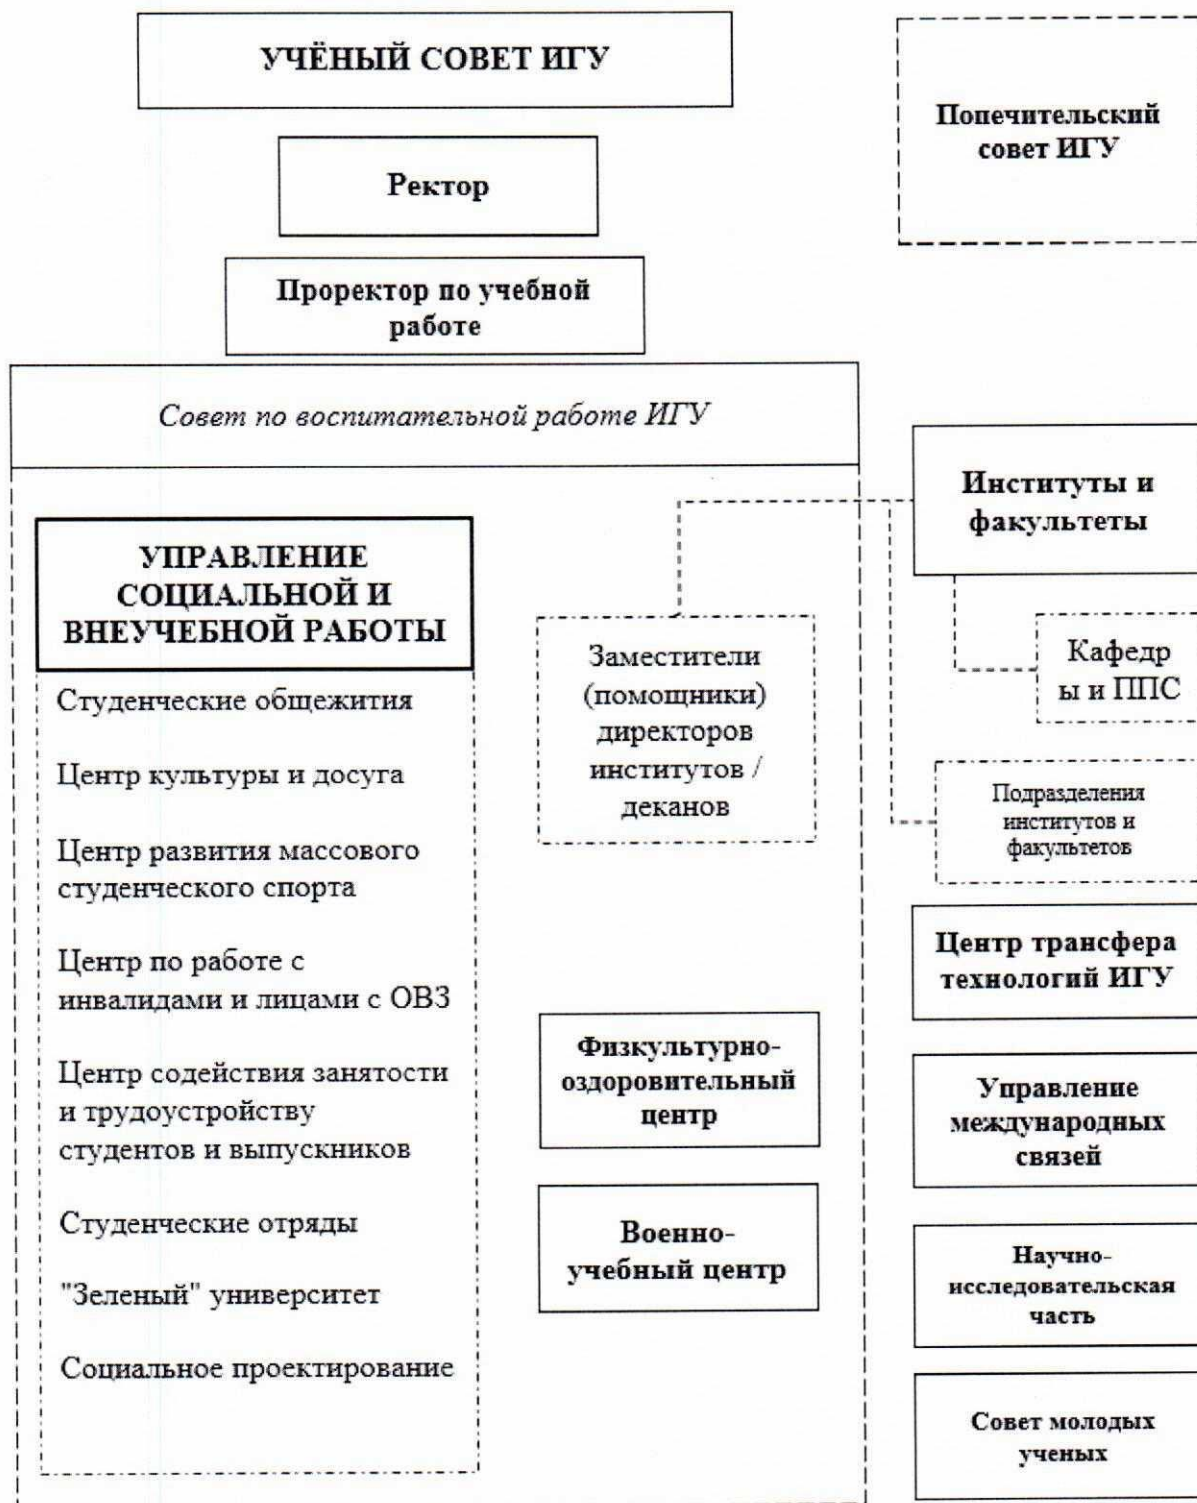 УЧЁНЫЙ СОВЕТ ИГУ
Попечительский
совет ИГУ
Ректор
Проректор по учебной
работе
Совет по воспитательной работе ИГУ
УПРАВЛЕНИЕ
СОЦИАЛЬНОЙ И
ВНЕУЧЕБНОЙ РАБОТЫ
Студенческие общежития
Центр культуры и досуга
Центр развития массового
студенческого спорта
Центр по работе с
инвалидами и лицами с ОВЗ
Центр содействия занятости
и трудоустройству
студентов и выпускников
Студенческие отряды
"Зеленый" университет
Социальное проектирование
Заместители
(помощники)
директоров
институтов /
деканов
Физкультурно-
оздоровительный
центр
Военно-
учебный центр
Институты и
факультеты
Кафедр
ы и ППС
Подразделения
институтов и
факультетов
Центр трансфера
технологий ИГУ
Управление
международных
связей
Научно-
исследовательская
часть
Совет молодых
ученых